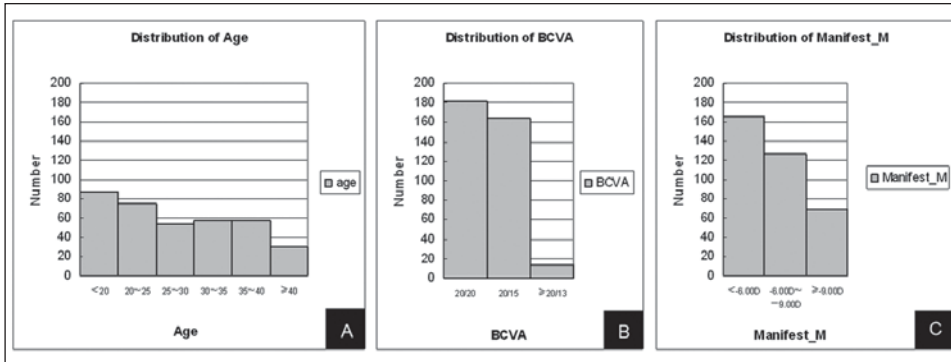 Distribution of Age
200
180
160
140
120
100
80
60
40
20
0
Number
<20 20~25 25~30 30~35 35~40 ≥40
Age
age
A
Distribution of BCVA
200
180
160
140
120
100
80
60
40
20
0
Number
20/20 20/15 ≥20/13
BCVA
BCVA
B
Distribution of Manifest_M
200
180
160
140
120
100
80
60
40
20
0
Number
<-6.00D -6.00D~ ≥-9.00D
－9.00D
Manifest_M
Manifest_M
C